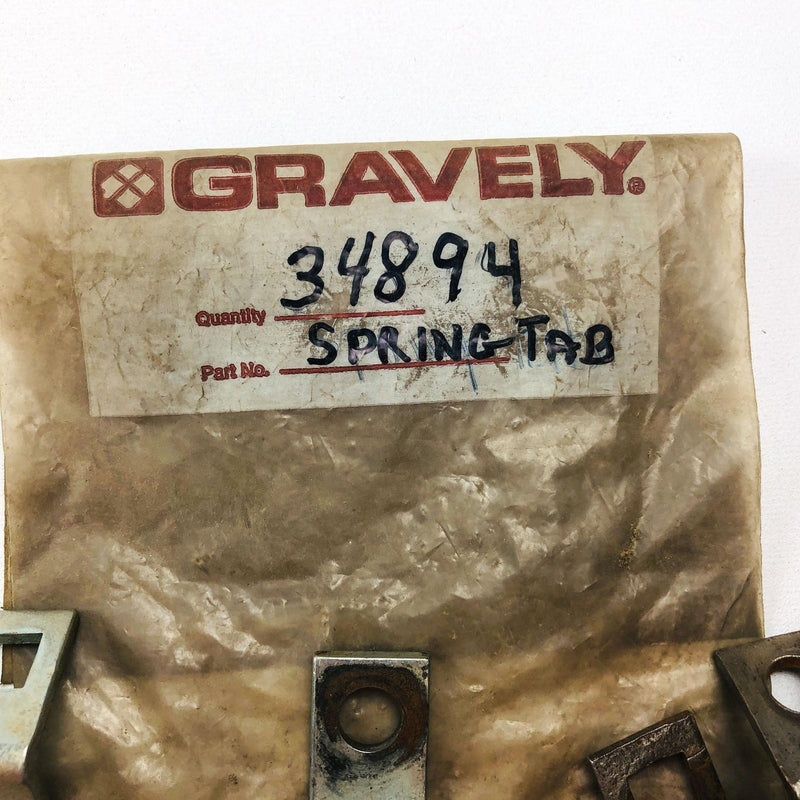 GRAVELY®
Quantity 34894
Part No. SPRING-TAB